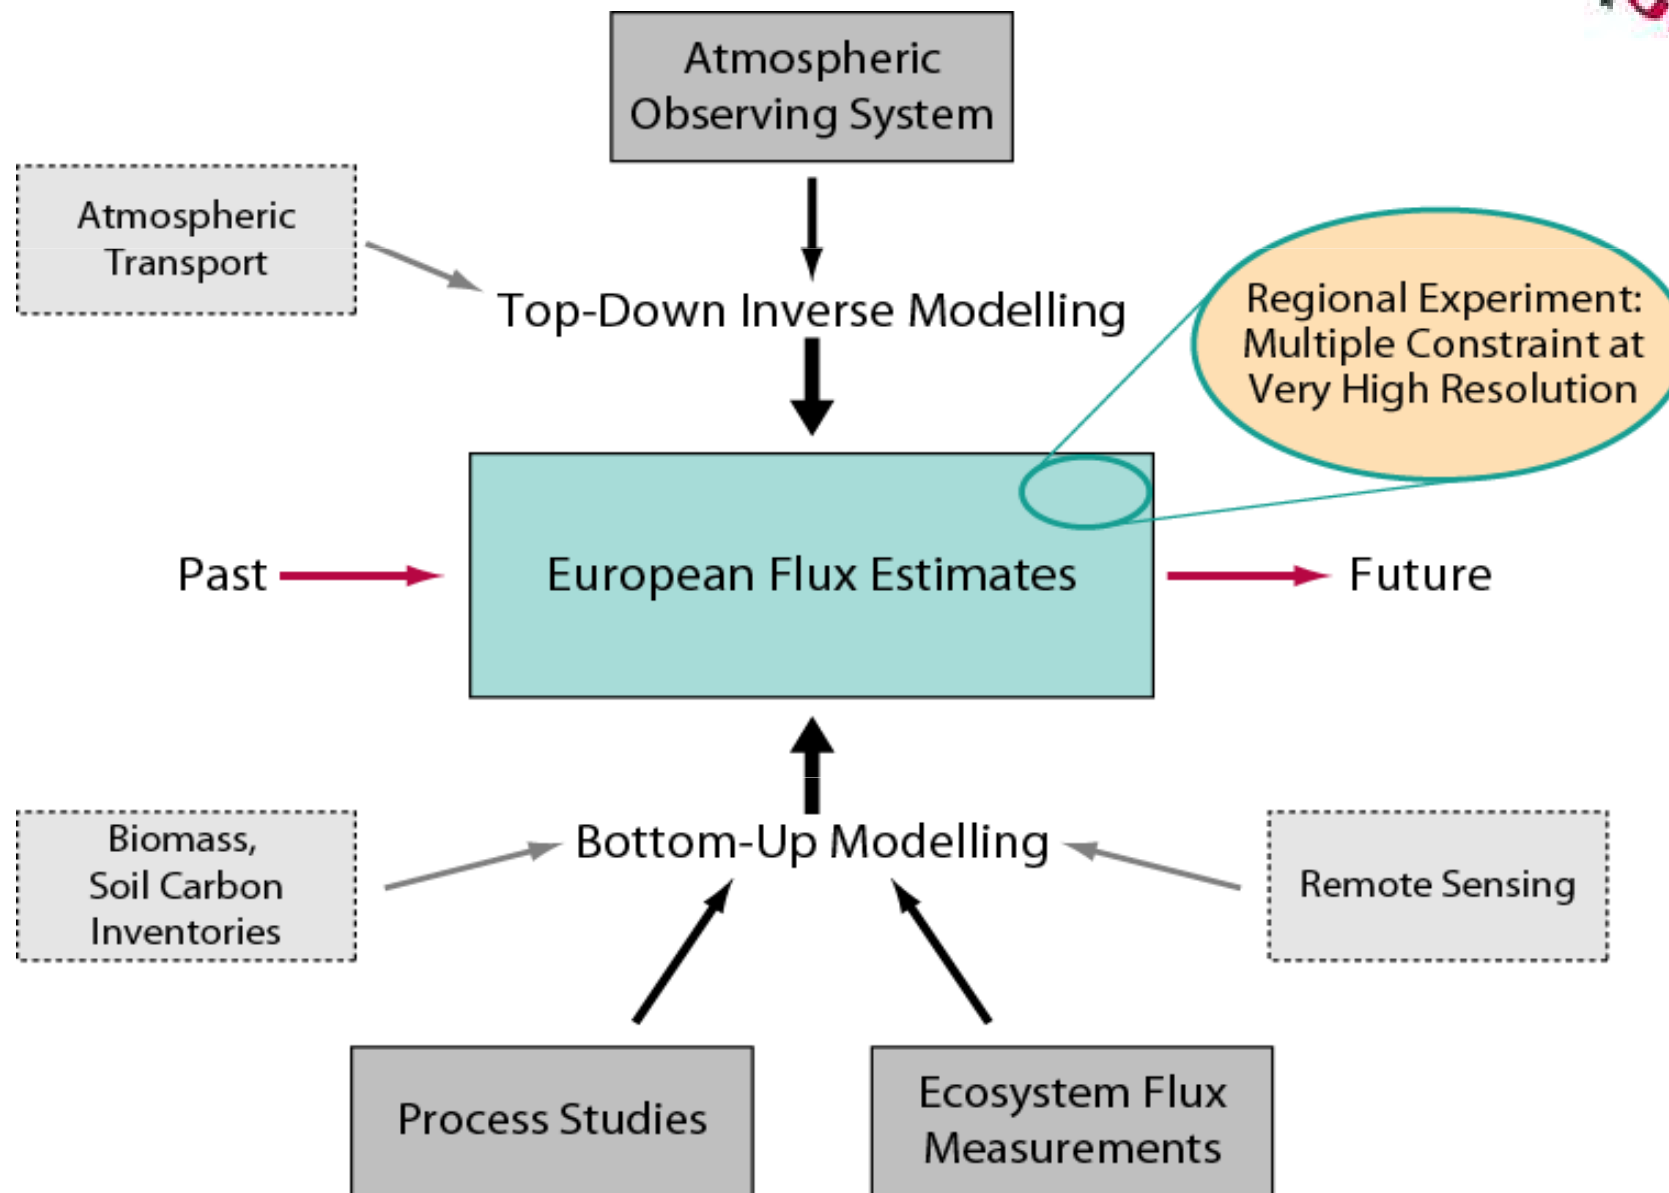 Atmospheric
Observing System
Atmospheric
Transport
Top-Down Inverse Modelling
Regional Experiment:
Multiple Constraint at
Very High Resolution
Past
European Flux Estimates
Future
Biomass,
Soil Carbon
Inventories
Bottom-Up Modelling
Remote Sensing
Process Studies
Ecosystem Flux
Measurements